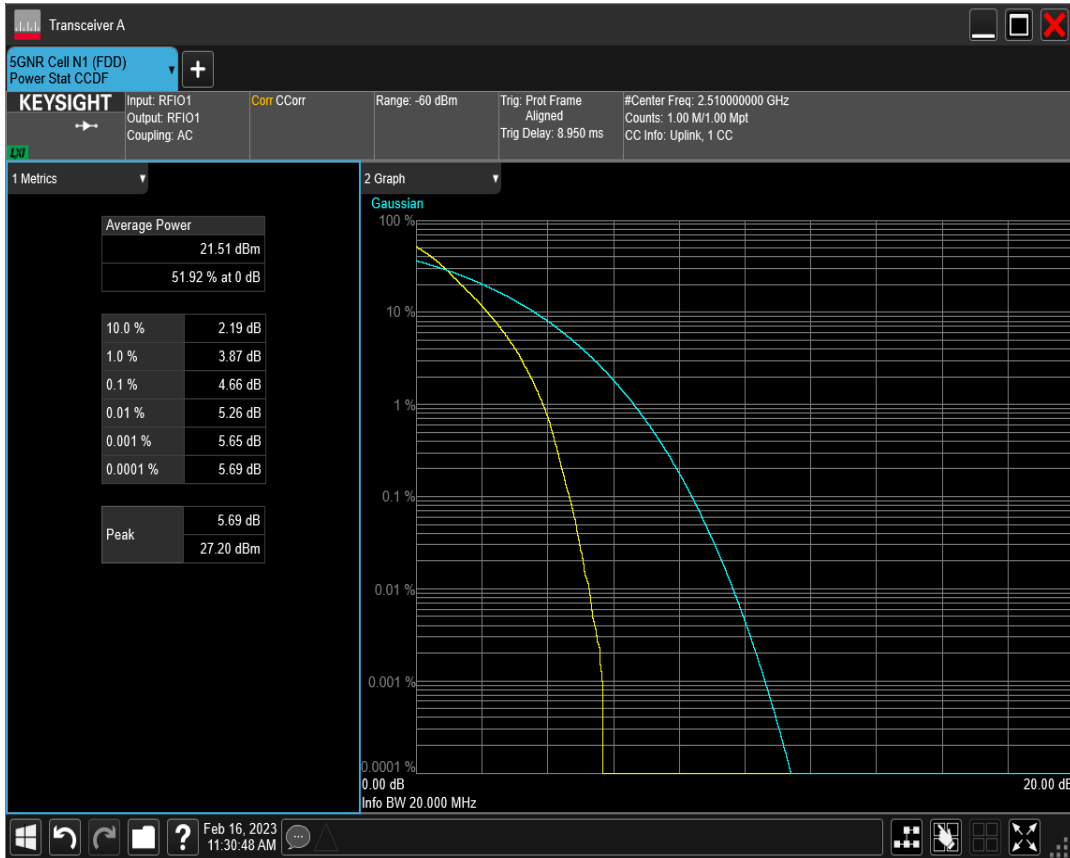 Transceiver A
5GNR Cell N1 (FDD)
Power Stat CCDF
+
KEYSIGHT
LXI
Input: RFIO1
Output: RFIO1
Coupling: AC
Corr CCorr
Range: -60 dBm
Trig: Prot Frame
Aligned
Trig Delay: 8.950 ms
#Center Freq: 2.510000000 GHz
Counts: 1.00 M/1.00 Mpt
CC Info: Uplink, 1 CC
1 Metrics
Average Power
21.51 dBm
51.92 % at 0 dB
10.0 % 2.19 dB
1.0 % 3.87 dB
0.1 % 4.66 dB
0.01 % 5.26 dB
0.001 % 5.65 dB
0.0001 % 5.69 dB
Peak
5.69 dB
27.20 dBm
2 Graph
Gaussian
100 %
10 %
1 %
0.1 %
0.01 %
0.001 %
0.0001 %
0.00 dB 20.00 dB
Info BW 20.000 MHz
?
Feb 16, 2023
11:30:48 AM